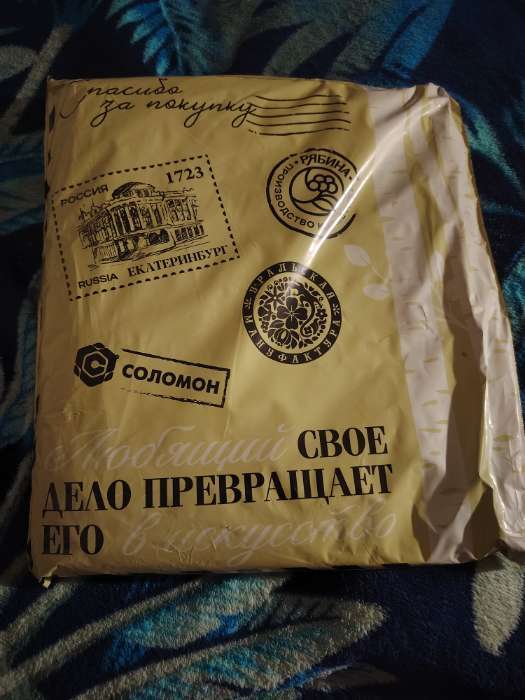 Спасибо
за покупку
РОССИЯ
1723
RUSSIA
ЕКАТЕРИНБУРГ
РЯБИНА
ПРОИЗВОДСТВО
УРАЛЬСКАЯ
МАНУФАКТУРА
С СОЛОМОН
Любящий СВОЕ
ДЕЛО ПРЕВРАЩАЕТ
ЕГО в искусство